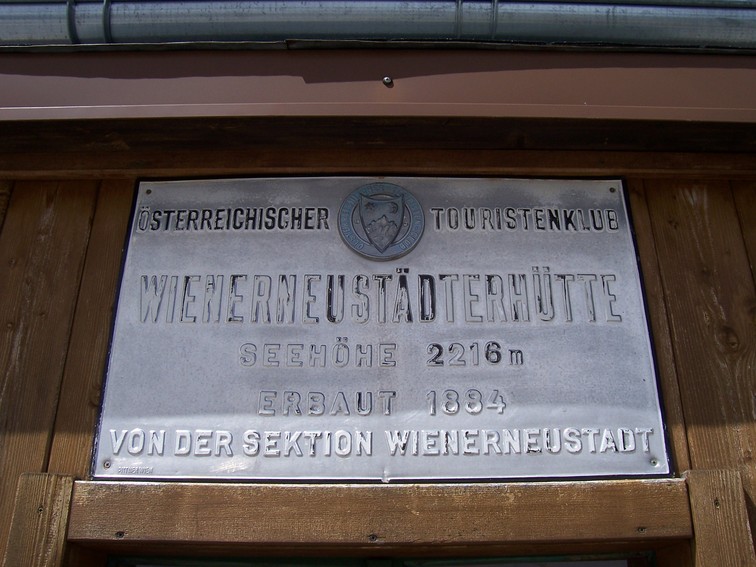 ÖSTERREICHISCHER TOURISTENKLUB
WIENERNEUSTÄDTERHÜTTE
SEEHÖHE 2216 m
ERBAUT 1884
VON DER SEKTION WIENERNEUSTADT